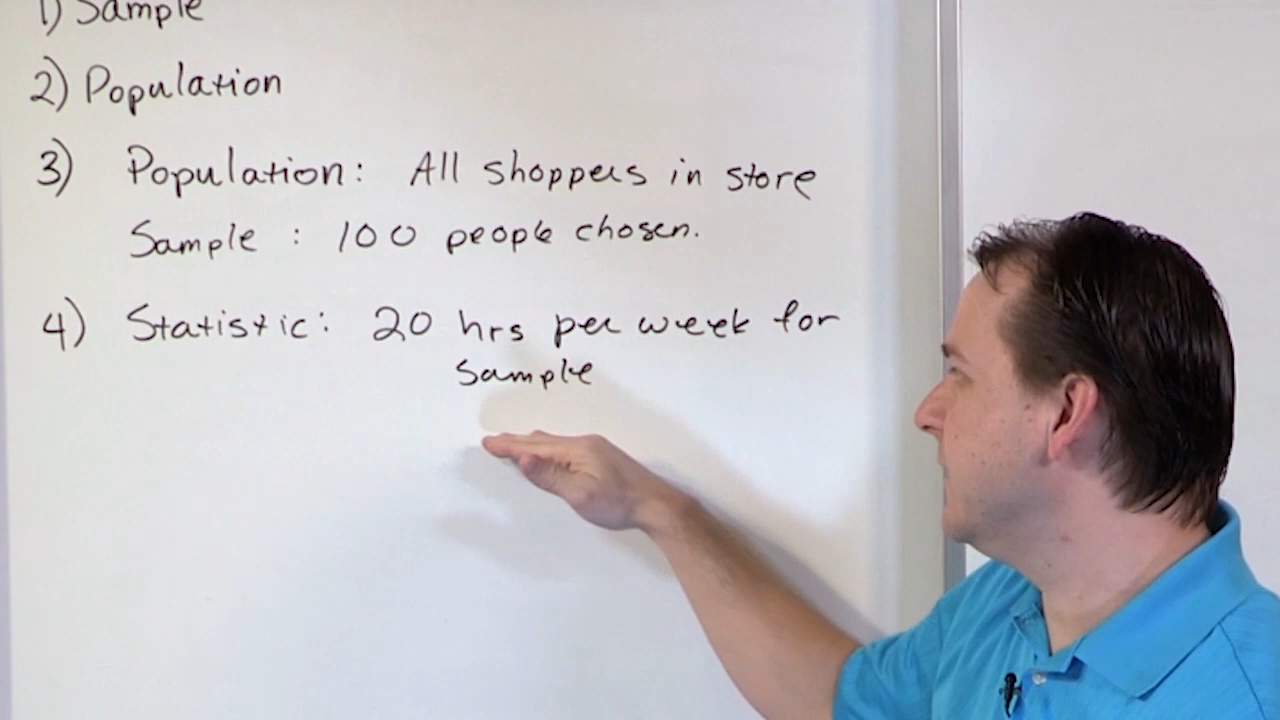 1) Sample
2) Population
3) Population: All shoppers in store
Sample : 100 people chosen.
4) Statistic: 20 hrs per week for
sample